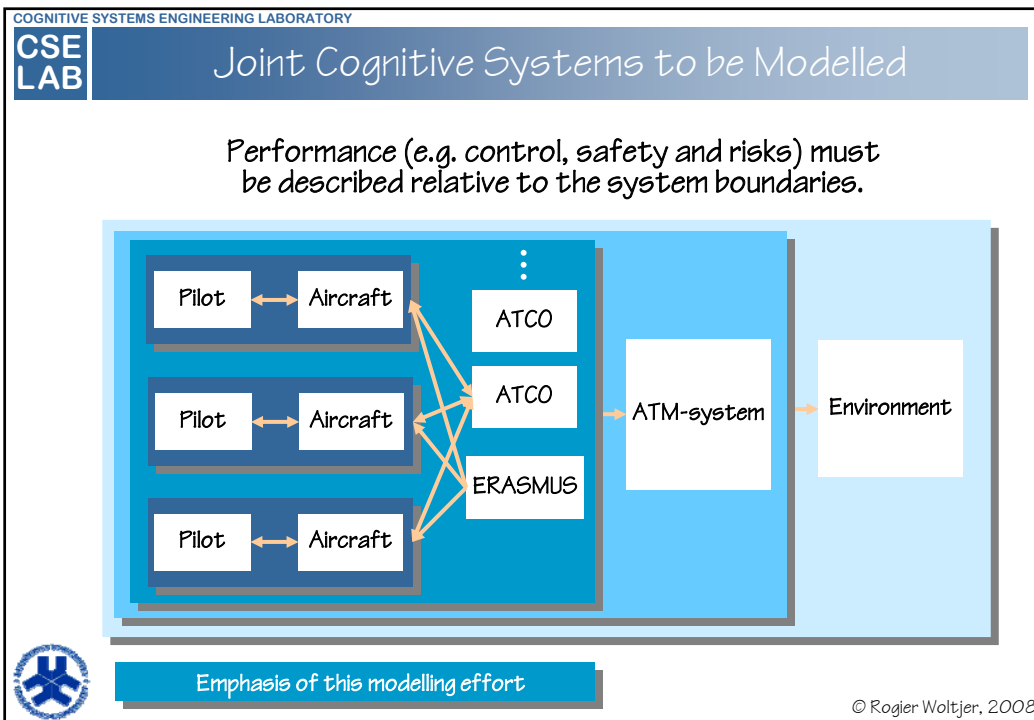 COGNITIVE SYSTEMS ENGINEERING LABORATORY
CSE
LAB
Joint Cognitive Systems to be Modelled
Performance (e.g. control, safety and risks) must
be described relative to the system boundaries.
Pilot
Aircraft
ATCO
Pilot
Aircraft
ATCO
ERASMUS
Pilot
Aircraft
ATM-system
Environment
Emphasis of this modelling effort
© Rogier Woltjer, 2008